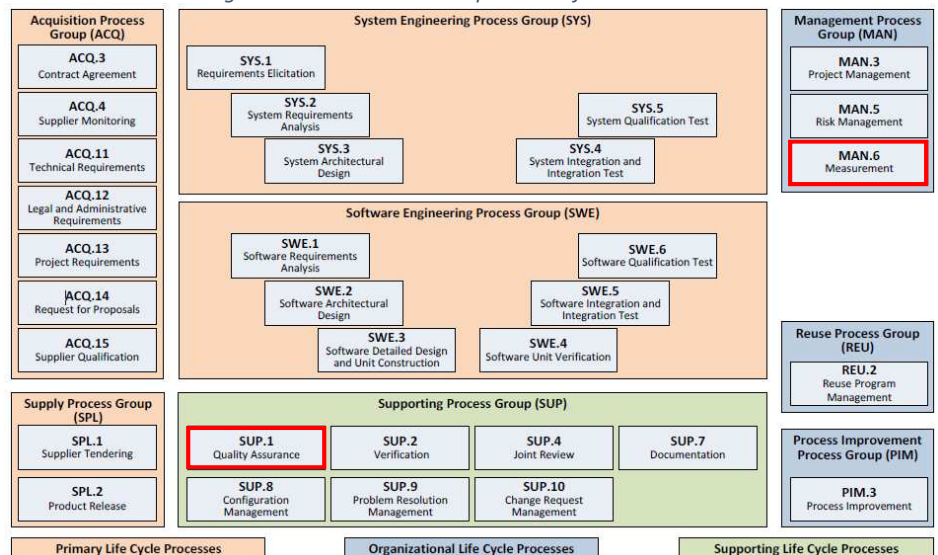 Acquisition Process
Group (ACQ)
ACQ.3
Contract Agreement
ACQ.4
Supplier Monitoring
ACQ.11
Technical Requirements
ACQ.12
Legal and Administrative
Requirements
ACQ.13
Project Requirements
ACQ.14
Request for Proposals
ACQ.15
Supplier Qualification
System Engineering Process Group (SYS)
SYS.1
Requirements Elicitation
SYS.2
System Requirements
Analysis
SYS.3
System Architectural
Design
SYS.5
System Qualification Test
SYS.4
System Integration and
Integration Test
Management Process
Group (MAN)
MAN.3
Project Management
MAN.5
Risk Management
MAN.6
Measurement
Software Engineering Process Group (SWE)
SWE.1
Software Requirements
Analysis
SWE.2
Software Architectural
Design
SWE.3
Software Detailed Design
and Unit Construction
SWE.6
Software Qualification Test
SWE.5
Software Integration and
Integration Test
SWE.4
Software Unit Verification
Reuse Process Group
(REU)
REU.2
Reuse Program
Management
Supply Process Group
(SPL)
SPL.1
Supplier Tendering
SPL.2
Product Release
Supporting Process Group (SUP)
SUP.1
Quality Assurance
SUP.2
Verification
SUP.4
Joint Review
SUP.7
Documentation
SUP.8
Configuration
Management
SUP.9
Problem Resolution
Management
SUP.10
Change Request
Management
Process Improvement
Process Group (PIM)
PIM.3
Process Improvement
Primary Life Cycle Processes
Organizational Life Cycle Processes
Supporting Life Cycle Processes